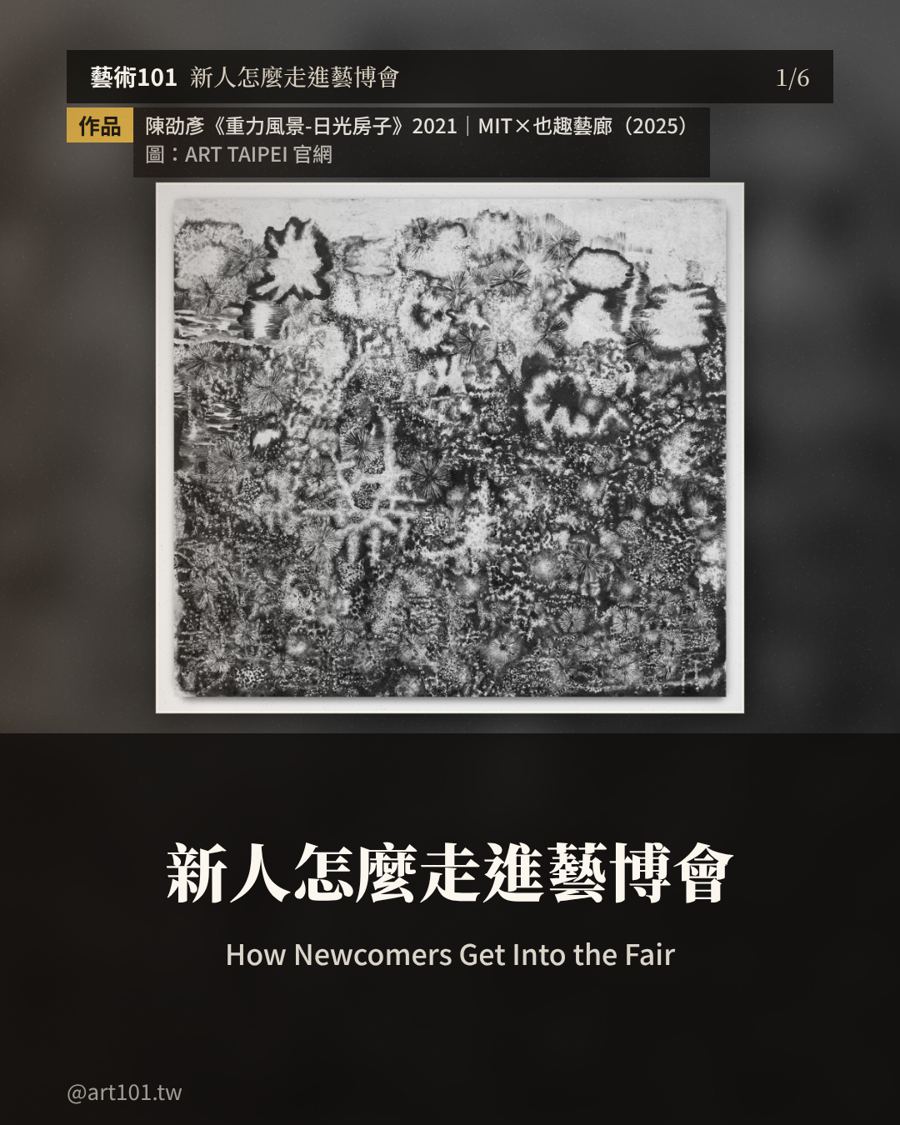 藝術101 新人怎麼走進藝博會 1/6
作品 陳劭彥《重力風景-日光房子》2021｜MIT×也趣藝廊（2025）
圖：ART TAIPEI 官網
新人怎麼走進藝博會
How Newcomers Get Into the Fair
@art101.tw